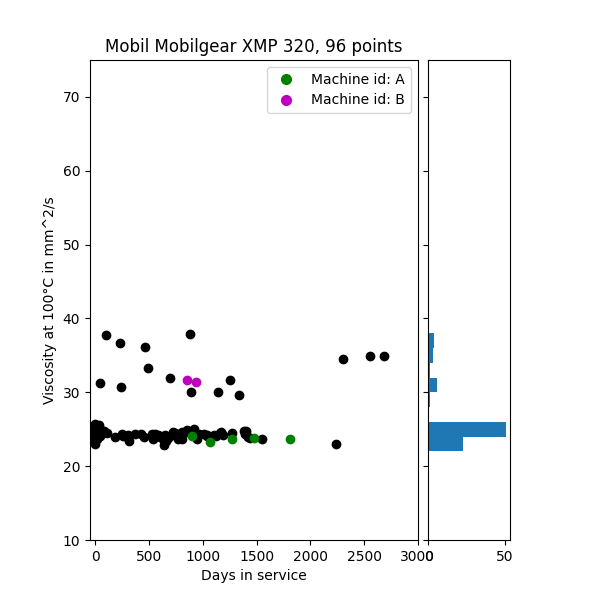 Mobil Mobilgear XMP 320, 96 points
Machine id: A
Machine id: B
Viscosity at 100°C in mm^2/s
70
60
50
40
30
20
10
0 500 1000 1500 2000 2500 3000
0 50
Days in service